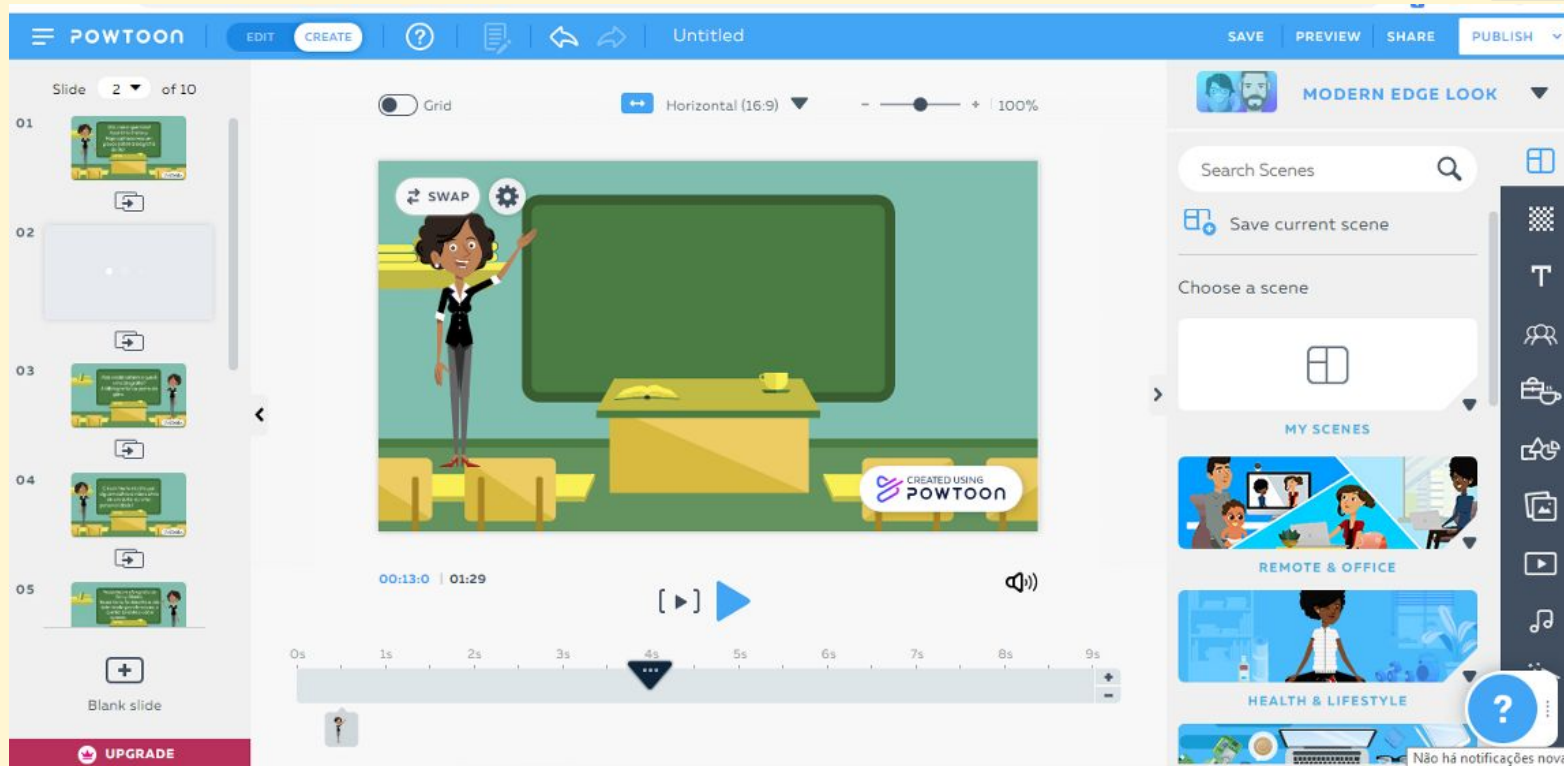 POWTOON
EDIT CREATE
?
Untitled
SAVE PREVIEW SHARE PUBLISH
Slide 2 of 10
01
02
03
04
05
Blank slide
UPGRADE
Grid
Horizontal (16:9)
- + 100%
SWAP
CREATED USING
POWTOON
00:13:0 | 01:29
0s 1s 2s 3s 4s 5s 6s 7s 8s 9s
+
-
MODERN EDGE LOOK
Search Scenes
Save current scene
Choose a scene
MY SCENES
REMOTE & OFFICE
HEALTH & LIFESTYLE
T
?
Não há notificações nova